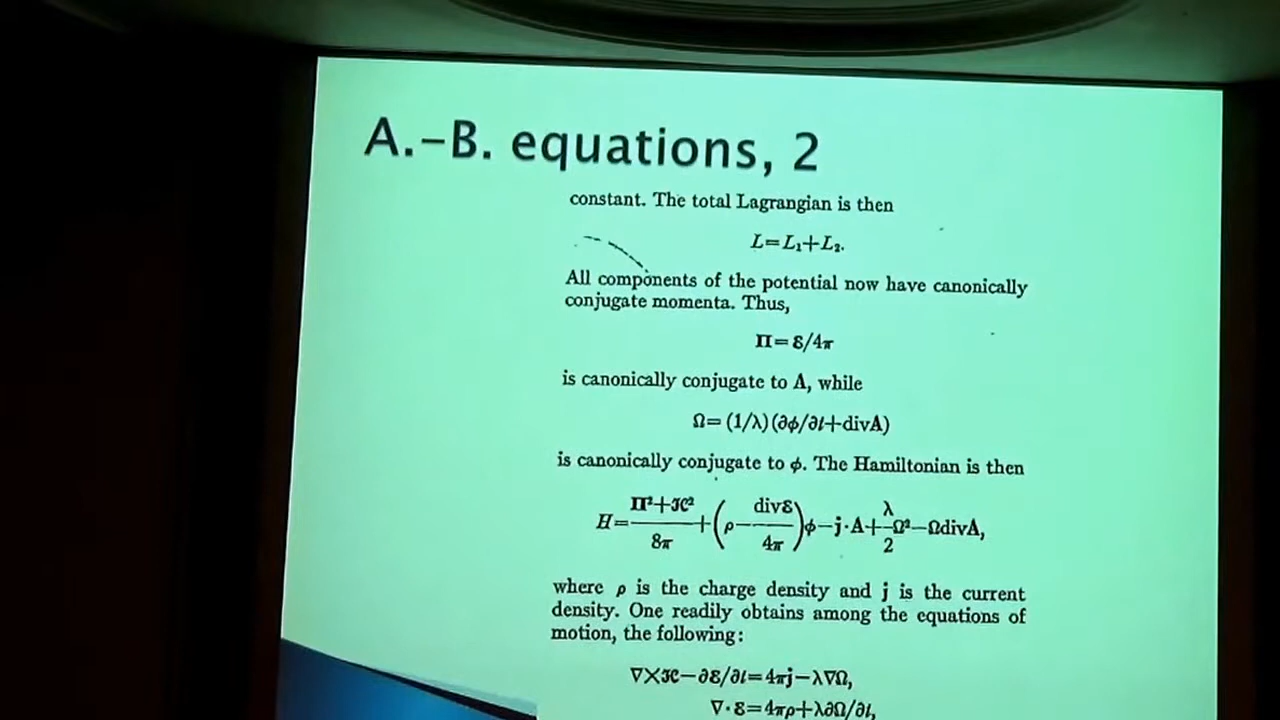 A.–B. equations, 2
constant. The total Lagrangian is then
L=L₁+L₂.
All components of the potential now have canonically
conjugate momenta. Thus,
Π=ℰ/4π
is canonically conjugate to A, while
Ω=(1/λ)(∂ϕ/∂t+divA)
is canonically conjugate to ϕ. The Hamiltonian is then
H=(Π²+ℋ²)/8π+(ρ−divℰ/4π)ϕ−j·A+(λ/2)Ω²−ΩdivA,
where ρ is the charge density and j is the current
density. One readily obtains among the equations of
motion, the following:
∇×ℋ−∂ℰ/∂t=4πj−λ∇Ω,
∇·ℰ=4πρ+λ∂Ω/∂t,